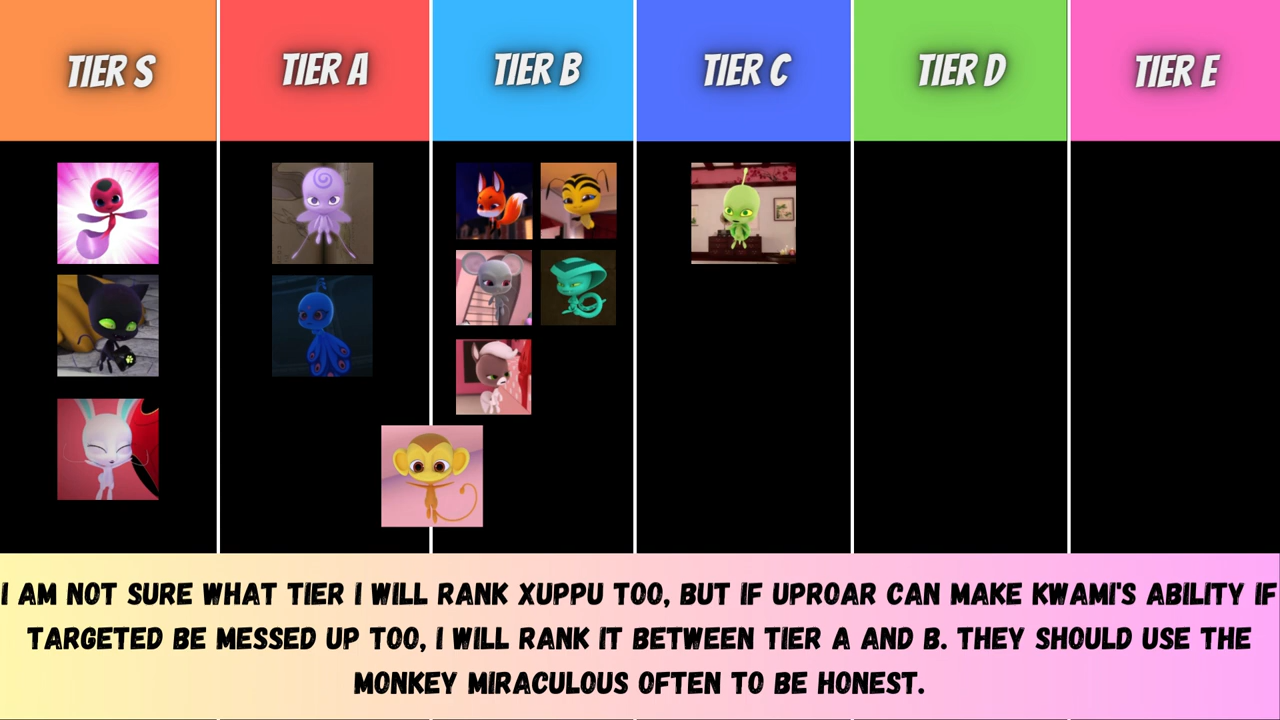 TIER S
TIER A
TIER B
TIER C
TIER D
TIER E
I AM NOT SURE WHAT TIER I WILL RANK XUPPU TOO, BUT IF UPROAR CAN MAKE KWAMI'S ABILITY IF
TARGETED BE MESSED UP TOO, I WILL RANK IT BETWEEN TIER A AND B. THEY SHOULD USE THE
MONKEY MIRACULOUS OFTEN TO BE HONEST.